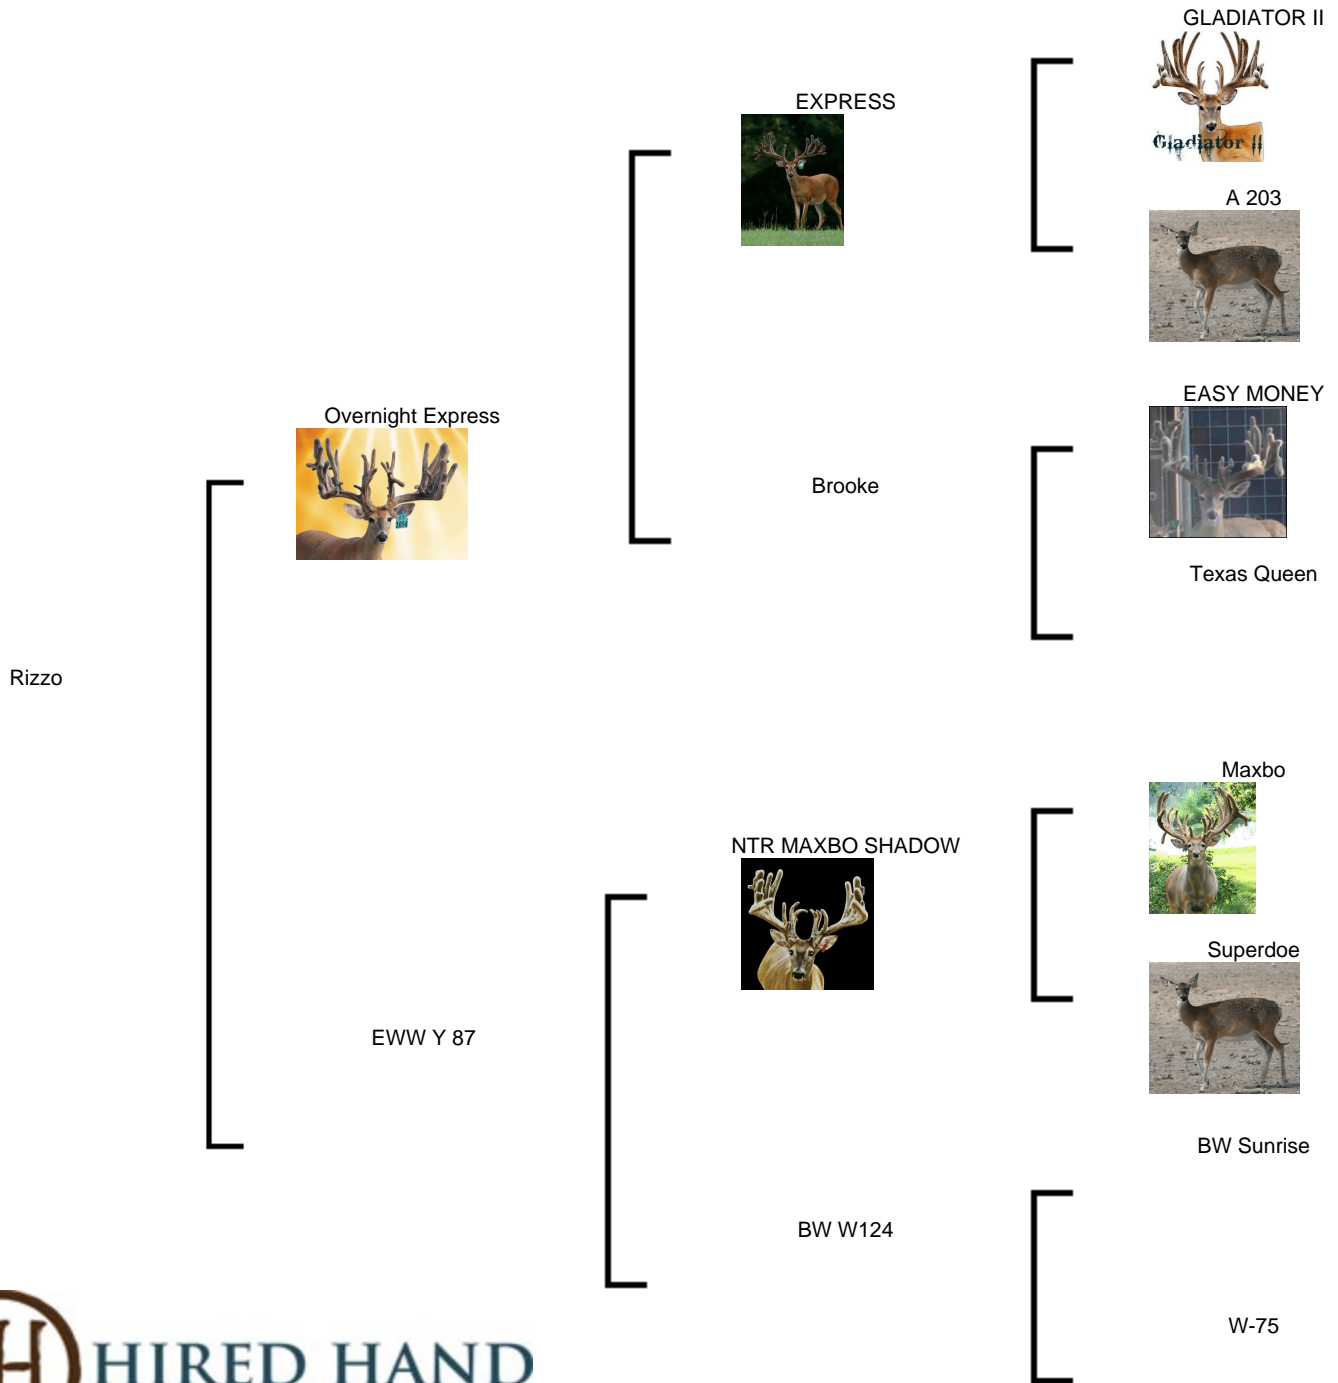 GLADIATOR II
Gladiator II
EXPRESS
A 203
Overnight Express
EASY MONEY
Brooke
Texas Queen
Rizzo
Maxbo
NTR MAXBO SHADOW
Superdoe
EWW Y 87
BW Sunrise
BW W124
W-75
H HIRED HAND